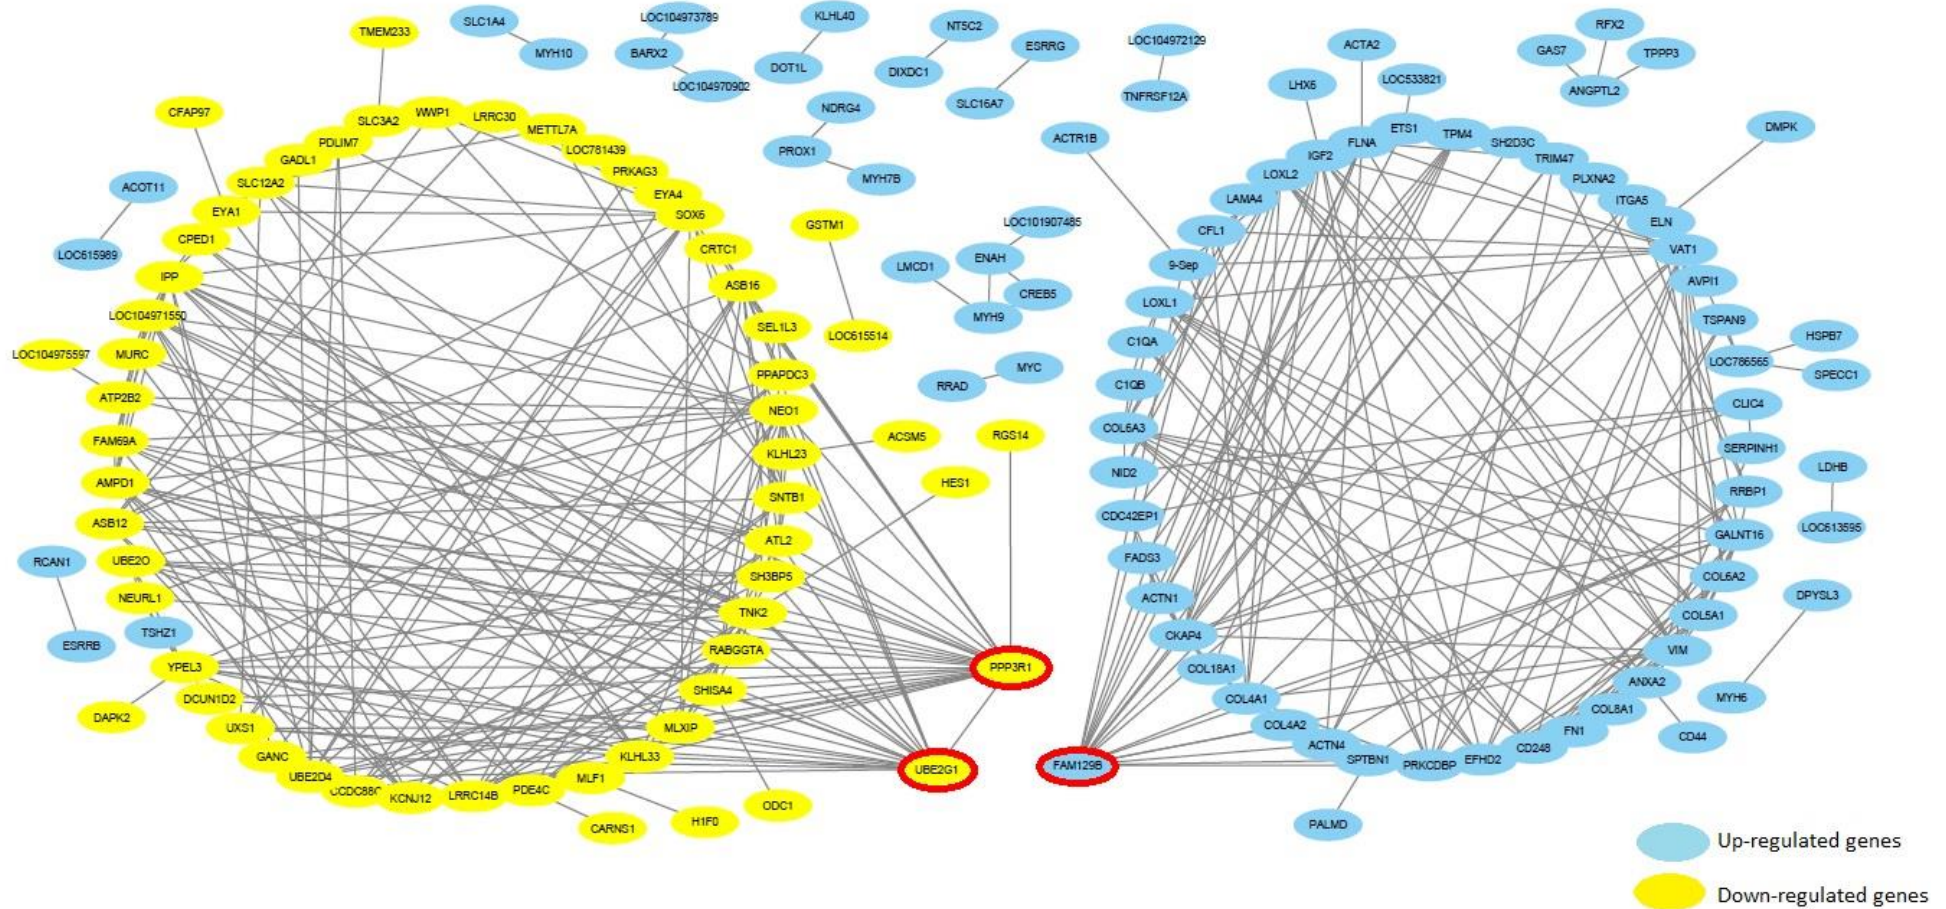 SLC1A4
MYH10
LOC104973789
BARX2
LOC104970902
KLHL40
DOT1L
NT5C2
DIXDC1
ESRRG
SLC16A7
LOC104972129
TNFRSF12A
NDRG4
PROX1
MYH7B
ACTR1B
LHX6
ACTA2
LOC533821
RFX2
GAS7
TPPP3
ANGPTL2
DMPK
TMEM233
CFAP97
SLC3A2
WWP1
LRRC30
METTL7A
LOC781439
PRKAG3
EYA4
SOX6
CRTC1
ASB16
SEL1L3
PPAPDC3
NEO1
KLHL23
SNTB1
ATL2
SH3BP5
TNK2
RABGGTA
SHISA4
MLXIP
KLHL33
MLF1
PDE4C
LRRC14B
KCNJ12
CCDC88C
UBE2D4
GANC
UXS1
DCUN1D2
YPEL3
TSHZ1
NEURL1
UBE2O
ASB12
AMPD1
FAM69A
ATP2B2
MURC
LOC104971550
IPP
CPED1
EYA1
SLC12A2
GADL1
PDLIM7
ACOT11
LOC615989
LOC104975597
RCAN1
ESRRB
DAPK2
CARNS1
H1F0
ODC1
GSTM1
LOC615514
ACSM5
HES1
RGS14
PPP3R1
UBE2G1
LOC101907485
ENAH
LMCD1
CREB5
MYH9
MYC
RRAD
FAM129B
ETS1
TPM4
SH2D3C
TRIM47
PLXNA2
ITGA5
ELN
VAT1
AVPI1
TSPAN9
LOC786565
HSPB7
SPECC1
CLIC4
SERPINH1
RRBP1
GALNT16
COL6A2
COL5A1
VIM
ANXA2
COL8A1
FN1
CD248
EFHD2
PRKCDBP
SPTBN1
ACTN4
COL4A2
COL4A1
COL18A1
CKAP4
ACTN1
FADS3
CDC42EP1
NID2
COL6A3
C1QB
C1QA
LOXL1
9-Sep
CFL1
LAMA4
LOXL2
IGF2
FLNA
LDHB
LOC613595
DPYSL3
MYH6
CD44
PALMD
Up-regulated genes
Down-regulated genes